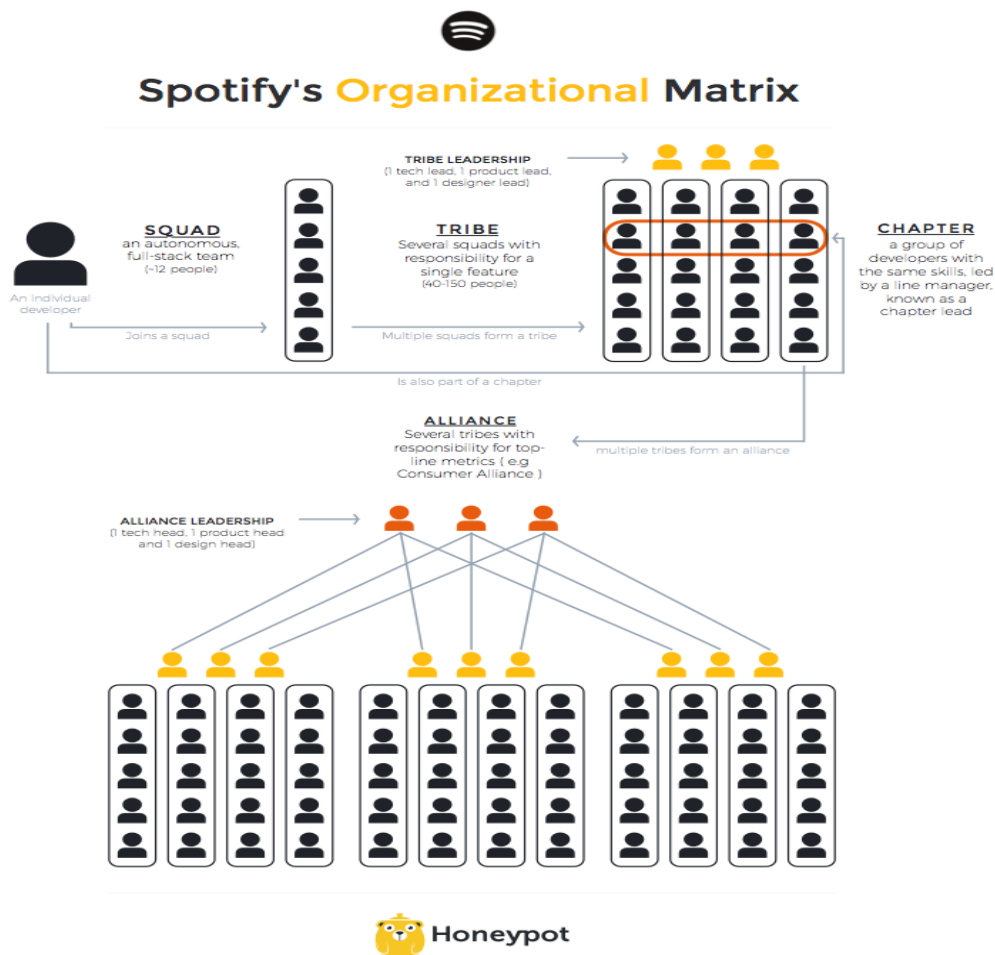 Spotify's Organizational Matrix
TRIBE LEADERSHIP
(1 tech lead, 1 product lead,
and 1 designer lead)
SQUAD
an autonomous,
full-stack team
(~12 people)
TRIBE
Several squads with
responsibility for a
single feature
(40-150 people)
CHAPTER
a group of
developers with
the same skills, led
by a line manager,
known as a
chapter lead
An individual
developer
Joins a squad
Multiple squads form a tribe
Is also part of a chapter
ALLIANCE
Several tribes with
responsibility for top-
line metrics ( e.g
Consumer Alliance )
multiple tribes form an alliance
ALLIANCE LEADERSHIP
(1 tech head, 1 product head
and 1 design head)
Honeypot